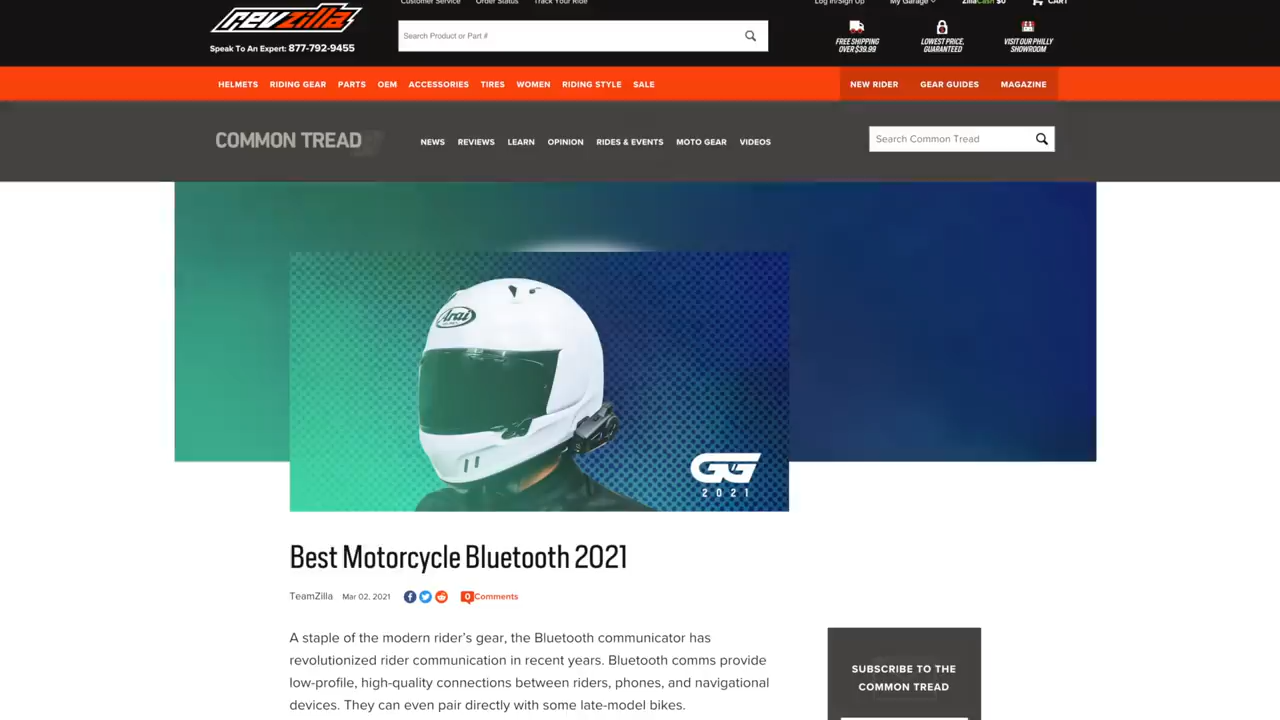 Customer Service Order Status Track Your Ride
Log In/Sign Up My Garage ZillaCash $0 CART
revzilla
Search Product or Part #
Speak To An Expert: 877-792-9455
FREE SHIPPING
OVER $39.99
LOWEST PRICE,
GUARANTEED
VISIT OUR PHILLY
SHOWROOM
HELMETS RIDING GEAR PARTS OEM ACCESSORIES TIRES WOMEN RIDING STYLE SALE
NEW RIDER GEAR GUIDES MAGAZINE
COMMON TREAD
NEWS REVIEWS LEARN OPINION RIDES & EVENTS MOTO GEAR VIDEOS
Search Common Tread
Arai
GG
2021
Best Motorcycle Bluetooth 2021
TeamZilla Mar 02, 2021 0 Comments
A staple of the modern rider's gear, the Bluetooth communicator has
revolutionized rider communication in recent years. Bluetooth comms provide
low-profile, high-quality connections between riders, phones, and navigational
devices. They can even pair directly with some late-model bikes.
SUBSCRIBE TO THE
COMMON TREAD